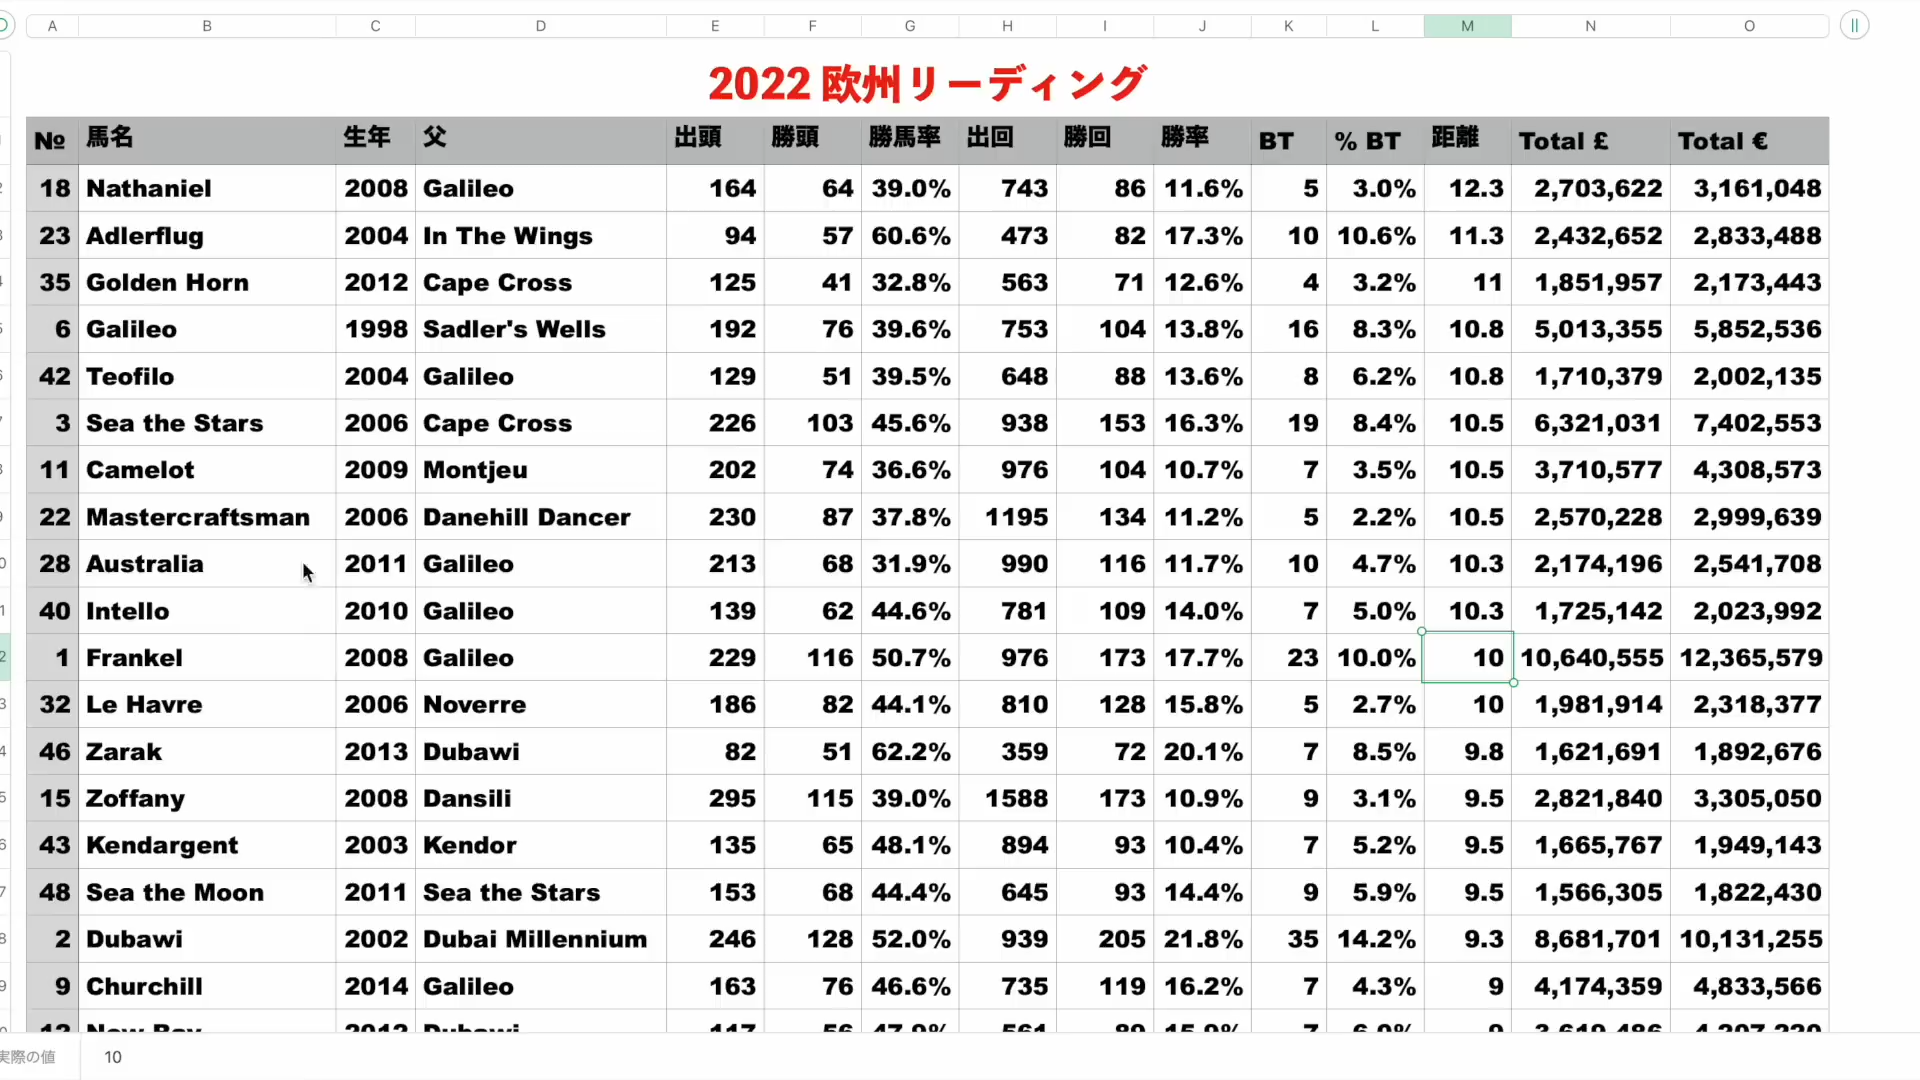 A B C D E F G H I J K L M N O
2022 欧州リーディング
№ 馬名 生年 父 出頭 勝頭 勝馬率 出回 勝回 勝率 BT % BT 距離 Total £ Total €
18 Nathaniel 2008 Galileo 164 64 39.0% 743 86 11.6% 5 3.0% 12.3 2,703,622 3,161,048
23 Adlerflug 2004 In The Wings 94 57 60.6% 473 82 17.3% 10 10.6% 11.3 2,432,652 2,833,488
35 Golden Horn 2012 Cape Cross 125 41 32.8% 563 71 12.6% 4 3.2% 11 1,851,957 2,173,443
6 Galileo 1998 Sadler's Wells 192 76 39.6% 753 104 13.8% 16 8.3% 10.8 5,013,355 5,852,536
42 Teofilo 2004 Galileo 129 51 39.5% 648 88 13.6% 8 6.2% 10.8 1,710,379 2,002,135
3 Sea the Stars 2006 Cape Cross 226 103 45.6% 938 153 16.3% 19 8.4% 10.5 6,321,031 7,402,553
11 Camelot 2009 Montjeu 202 74 36.6% 976 104 10.7% 7 3.5% 10.5 3,710,577 4,308,573
22 Mastercraftsman 2006 Danehill Dancer 230 87 37.8% 1195 134 11.2% 5 2.2% 10.5 2,570,228 2,999,639
28 Australia 2011 Galileo 213 68 31.9% 990 116 11.7% 10 4.7% 10.3 2,174,196 2,541,708
40 Intello 2010 Galileo 139 62 44.6% 781 109 14.0% 7 5.0% 10.3 1,725,142 2,023,992
1 Frankel 2008 Galileo 229 116 50.7% 976 173 17.7% 23 10.0% 10 10,640,555 12,365,579
32 Le Havre 2006 Noverre 186 82 44.1% 810 128 15.8% 5 2.7% 10 1,981,914 2,318,377
46 Zarak 2013 Dubawi 82 51 62.2% 359 72 20.1% 7 8.5% 9.8 1,621,691 1,892,676
15 Zoffany 2008 Dansili 295 115 39.0% 1588 173 10.9% 9 3.1% 9.5 2,821,840 3,305,050
43 Kendargent 2003 Kendor 135 65 48.1% 894 93 10.4% 7 5.2% 9.5 1,665,767 1,949,143
48 Sea the Moon 2011 Sea the Stars 153 68 44.4% 645 93 14.4% 9 5.9% 9.5 1,566,305 1,822,430
2 Dubawi 2002 Dubai Millennium 246 128 52.0% 939 205 21.8% 35 14.2% 9.3 8,681,701 10,131,255
9 Churchill 2014 Galileo 163 76 46.6% 735 119 16.2% 7 4.3% 9 4,174,359 4,833,566
実際の値 10